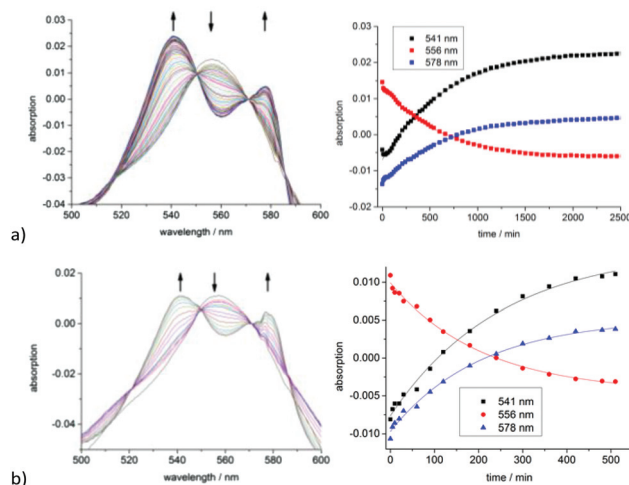 0.03
0.02
0.01
0.00
-0.01
-0.02
-0.03
-0.04
absorption
500 520 540 560 580 600
wavelength / nm
0.03
0.02
0.01
0.00
-0.01
-0.02
absorption
541 nm
556 nm
578 nm
0 500 1000 1500 2000 2500
time / min
a)
0.02
0.00
-0.02
-0.04
absorption
500 520 540 560 580 600
wavelength / nm
0.010
0.005
0.000
-0.005
-0.010
absorption
541 nm
556 nm
578 nm
0 100 200 300 400 500
time / min
b)